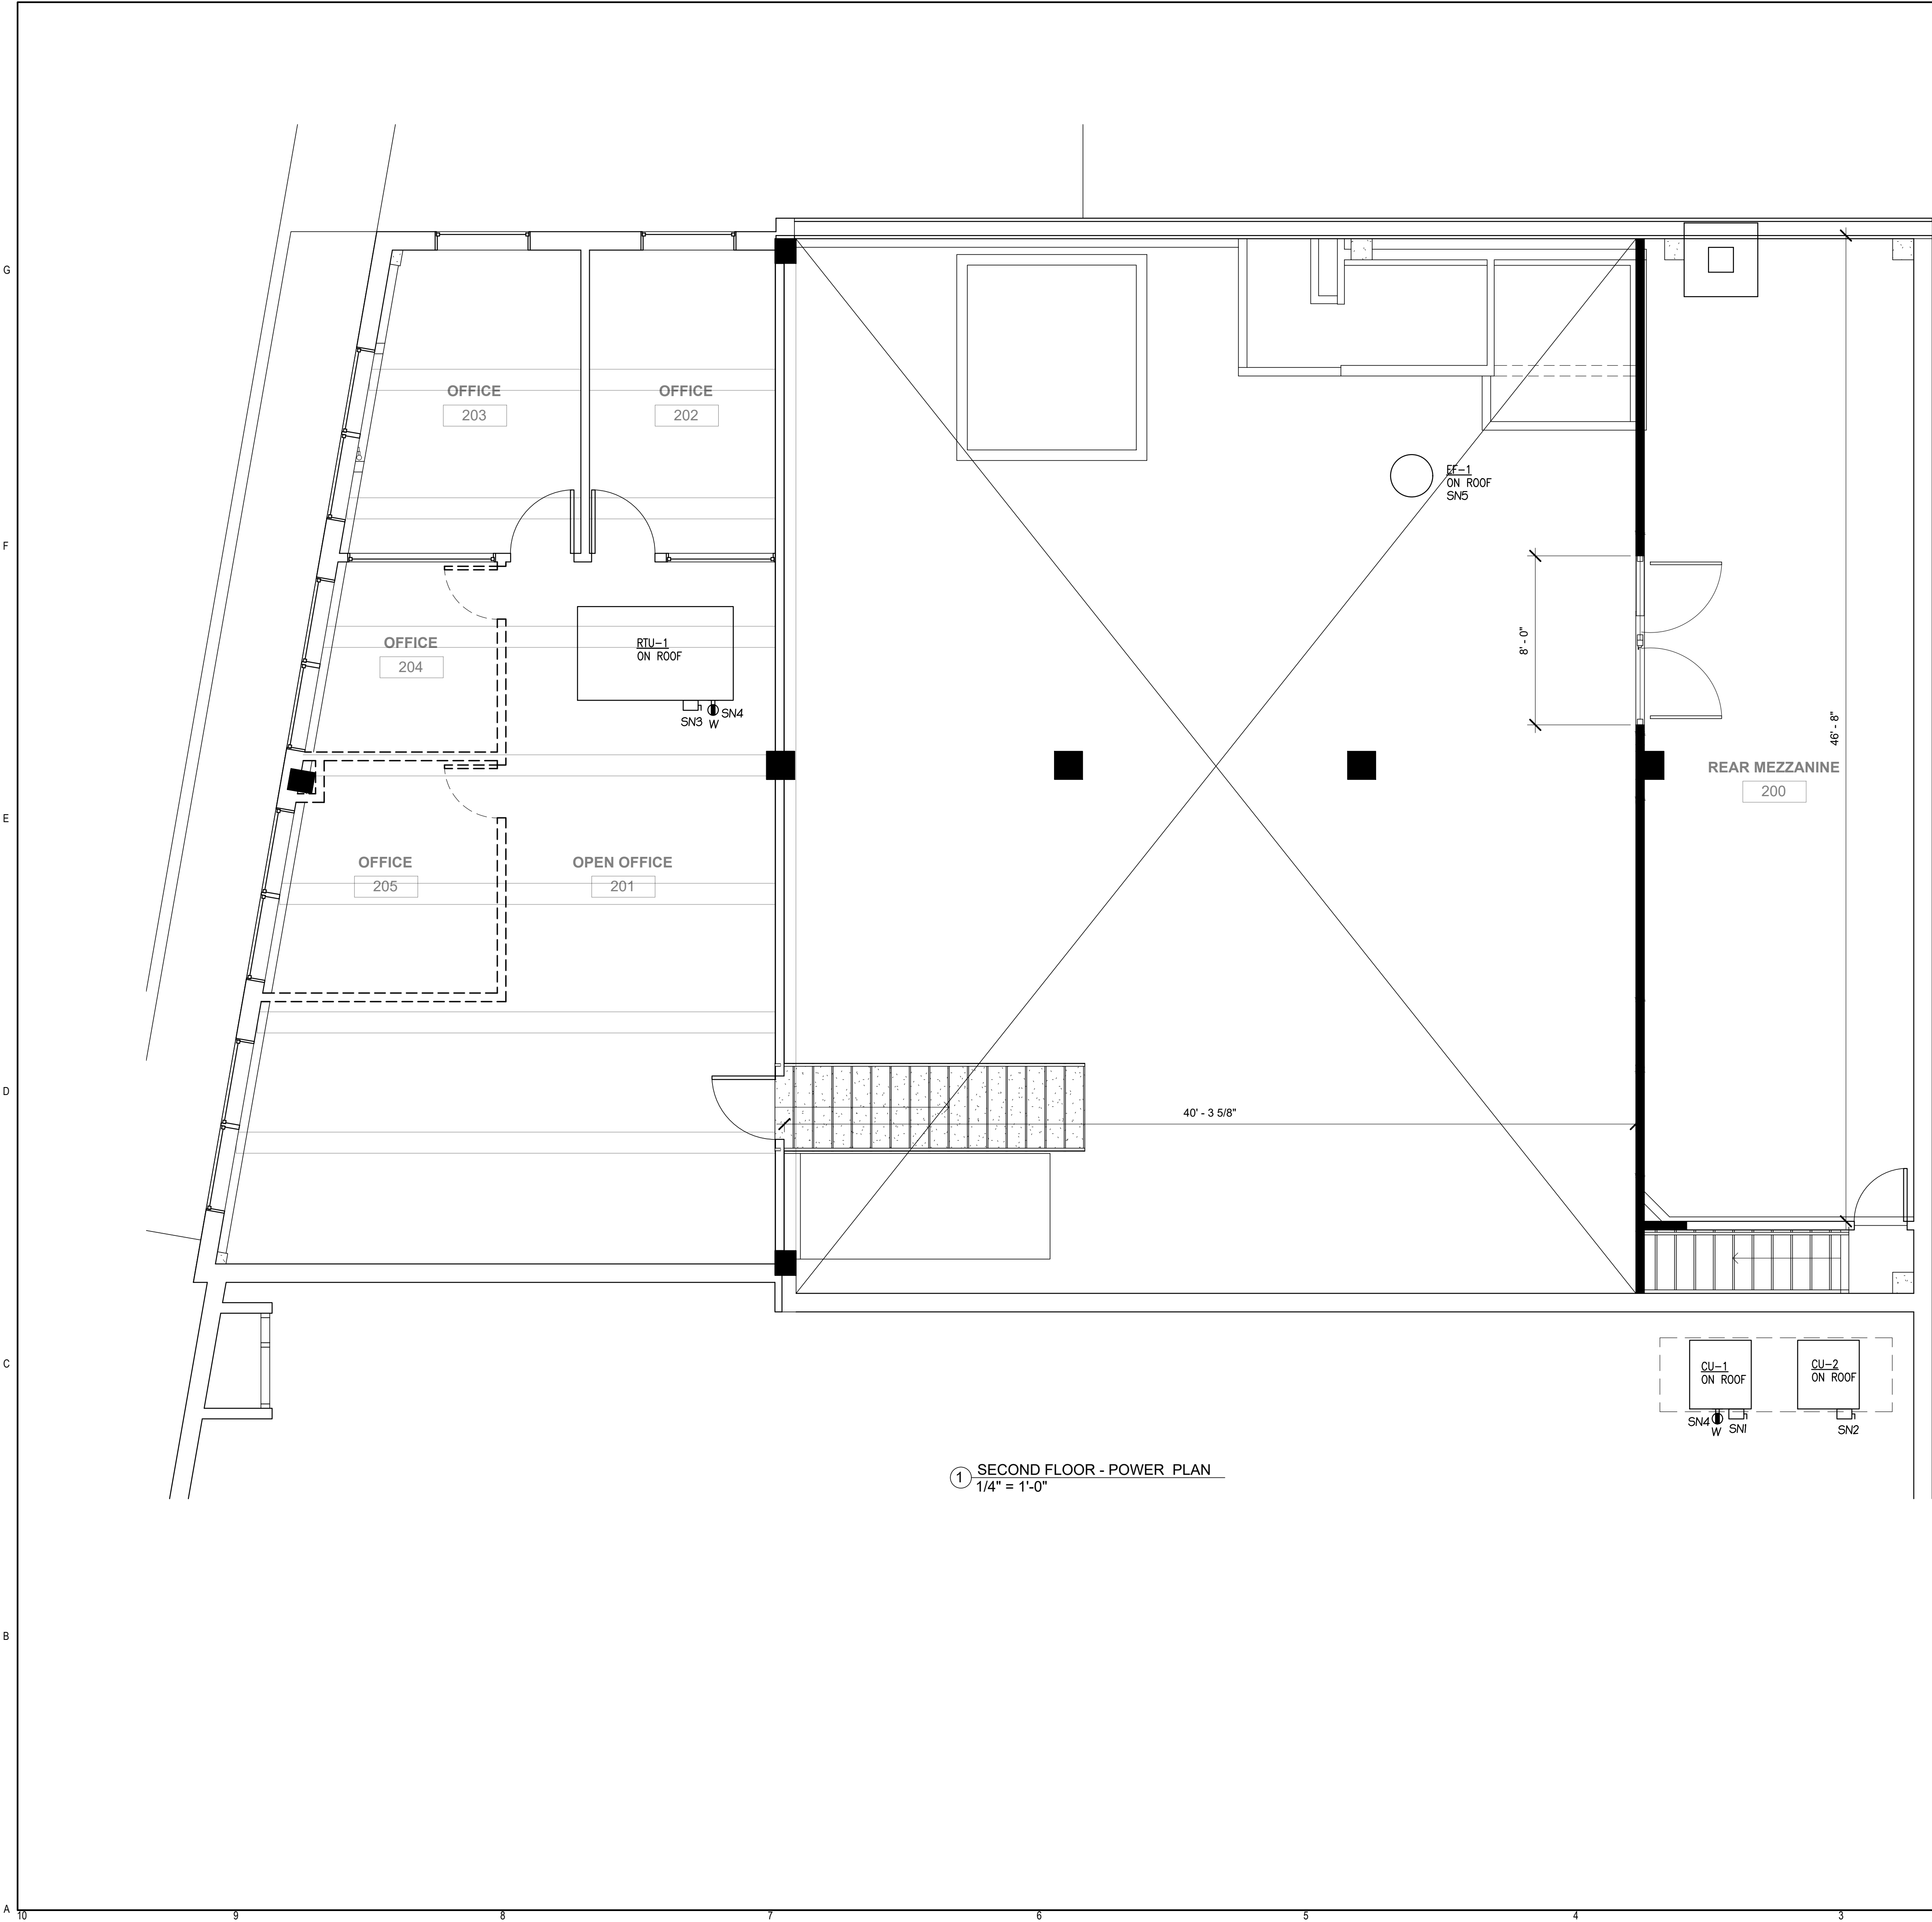 G
F
E
D
C
B
A
OFFICE
203
OFFICE
202
EF-1
ON ROOF
SN5
OFFICE
204
RTU-1
ON ROOF
SN3
W
SN4
8' - 0"
46' - 8"
REAR MEZZANINE
200
OFFICE
205
OPEN OFFICE
201
40' - 3 5/8"
CU-1
ON ROOF
CU-2
ON ROOF
SN4
W
SN1
SN2
1
SECOND FLOOR - POWER PLAN
1/4" = 1'-0"
10
9
8
7
6
5
4
3